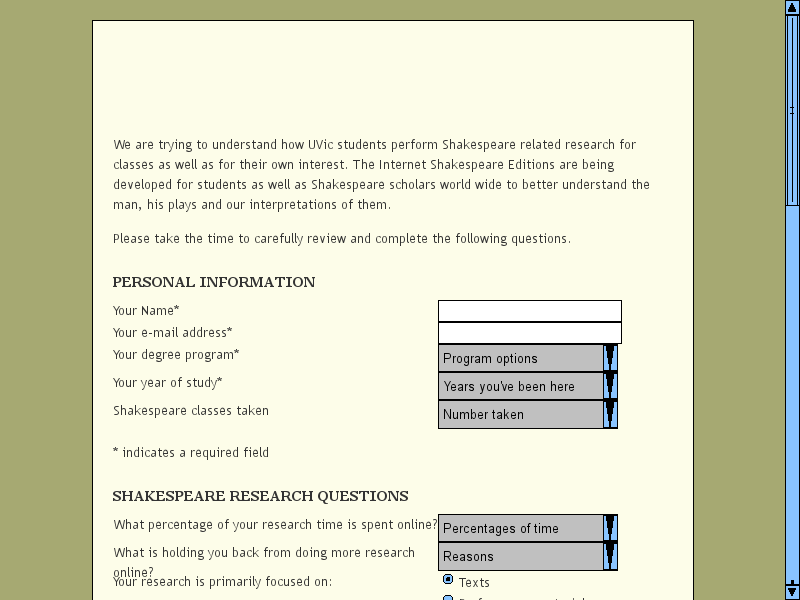 We are trying to understand how UVic students perform Shakespeare related research for
classes as well as for their own interest. The Internet Shakespeare Editions are being
developed for students as well as Shakespeare scholars world wide to better understand the
man, his plays and our interpretations of them.
Please take the time to carefully review and complete the following questions.
PERSONAL INFORMATION
Your Name*
Your e-mail address*
Your degree program* Program options
Your year of study* Years you've been here
Shakespeare classes taken Number taken
* indicates a required field
SHAKESPEARE RESEARCH QUESTIONS
What percentage of your research time is spent online? Percentages of time
What is holding you back from doing more research Reasons
online?
Your research is primarily focused on: Texts